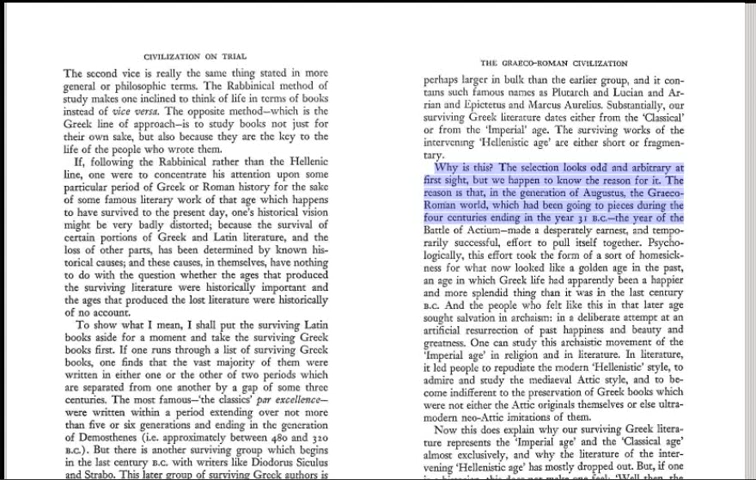 CIVILIZATION ON TRIAL
The second vice is really the same thing stated in more
general or philosophic terms. The Rabbinical method of
study makes one inclined to think of life in terms of books
instead of vice versa. The opposite method—which is the
Greek line of approach—is to study books not just for
their own sake, but also because they are the key to the
life of the people who wrote them.
If, following the Rabbinical rather than the Hellenic
line, one were to concentrate his attention upon some
particular period of Greek or Roman history for the sake
of some famous literary work of that age which happens
to have survived to the present day, one's historical vision
might be very badly distorted; because the survival of
certain portions of Greek and Latin literature, and the
loss of other parts, has been determined by known his-
torical causes; and these causes, in themselves, have nothing
to do with the question whether the ages that produced
the surviving literature were historically important and
the ages that produced the lost literature were historically
of no account.
To show what I mean, I shall put the surviving Latin
books aside for a moment and take the surviving Greek
books first. If one runs through a list of surviving Greek
books, one finds that the vast majority of them were
written in either one or the other of two periods which
are separated from one another by a gap of some three
centuries. The most famous—'the classics' par excellence—
were written within a period extending over not more
than five or six generations and ending in the generation
of Demosthenes (i.e. approximately between 480 and 320
B.C.). But there is another surviving group which begins
in the last century B.C. with writers like Diodorus Siculus
and Strabo. This later group of surviving Greek authors is
THE GRAECO-ROMAN CIVILIZATION
perhaps larger in bulk than the earlier group, and it con-
tains such famous names as Plutarch and Lucian and Ar-
rian and Epictetus and Marcus Aurelius. Substantially, our
surviving Greek literature dates either from the 'Classical'
or from the 'Imperial' age. The surviving works of the
intervening 'Hellenistic age' are either short or fragmen-
tary.
Why is this? The selection looks odd and arbitrary at
first sight, but we happen to know the reason for it. The
reason is that, in the generation of Augustus, the Graeco-
Roman world, which had been going to pieces during the
four centuries ending in the year 31 B.C.—the year of the
Battle of Actium—made a desperately earnest, and tempo-
rarily successful, effort to pull itself together. Psycho-
logically, this effort took the form of a sort of homesick-
ness for what now looked like a golden age in the past,
an age in which Greek life had apparently been a happier
and more splendid thing than it was in the last century
B.C. And the people who felt like this in that later age
sought salvation in archaism: in a deliberate attempt at an
artificial resurrection of past happiness and beauty and
greatness. One can study this archaistic movement of the
'Imperial age' in religion and in literature. In literature,
it led people to repudiate the modern 'Hellenistic' style, to
admire and study the mediaeval Attic style, and to be-
come indifferent to the preservation of Greek books which
were not either the Attic originals themselves or else ultra-
modern neo-Attic imitations of them.
Now this does explain why our surviving Greek litera-
ture represents the 'Imperial age' and the 'Classical age'
almost exclusively, and why the literature of the inter-
vening 'Hellenistic age' has mostly dropped out. But, if one